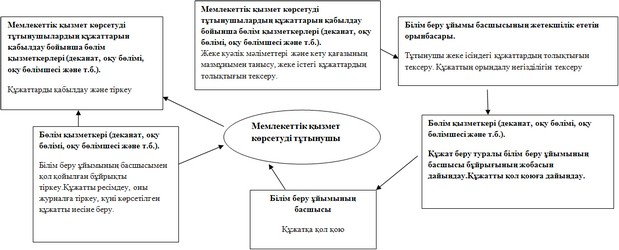 Мемлекеттік қызмет көрсетуді
тұтынушылардың құжаттарын
қабылдау бойынша бөлім
қызметкерлері (деканат, оқу бөлімі,
оқу бөлімшесі және т.б.).
Құжаттарды қабылдау және тіркеу
Мемлекеттік қызмет көрсетуді
тұтынушылардың құжаттарын қабылдау
бойынша бөлім қызметкерлері (деканат, оқу
бөлімі, оқу бөлімшесі және т.б.).
Жеке куәлік мәліметтері және кету қағазының
мазмұнымен танысу, жеке істегі құжаттардың
толықтығын тексеру.
Білім беру ұйымы басшысының жетекшілік ететін
орынбасары.
Тұтынушы жеке ісіндегі құжаттардың толықтығын
тексеру. Құжаттың орындалу негізділігін тексеру
Бөлім қызметкері (деканат, оқу бөлімі, оқу
бөлімшесі және т.б.).
Құжат беру туралы білім беру ұйымының
басшысы бұйрығының жобасын
дайындау.Құжатты қол қоюға дайындау.
Мемлекеттік қызмет
көрсетуді тұтынушы
Бөлім қызметкері (деканат, оқу
бөлімі, оқу бөлімшесі және т.б.).
Білім беру ұйымының басшысымен
қол қойылған бұйрықты
тіркеу.Құжатты ресімдеу, оны
журналға тіркеу, күні көрсетілген
құжатты иесіне беру.
Білім беру ұйымының
басшысы
Құжатқа қол қою